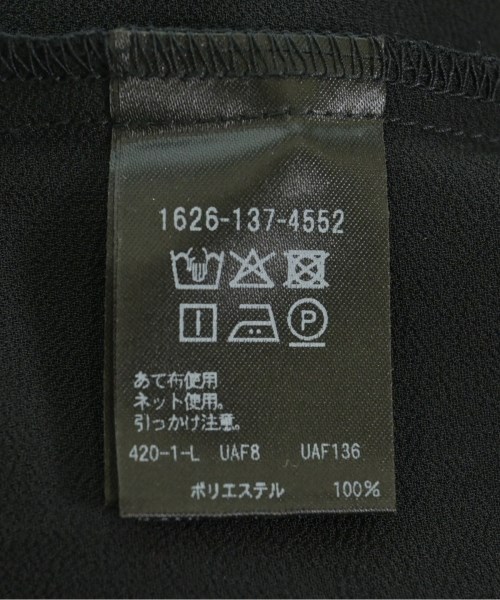 1626-137-4552
P
あて布使用
ネット使用。
引っかけ注意。
420-1-L UAF8 UAF136
ポリエステル 100%